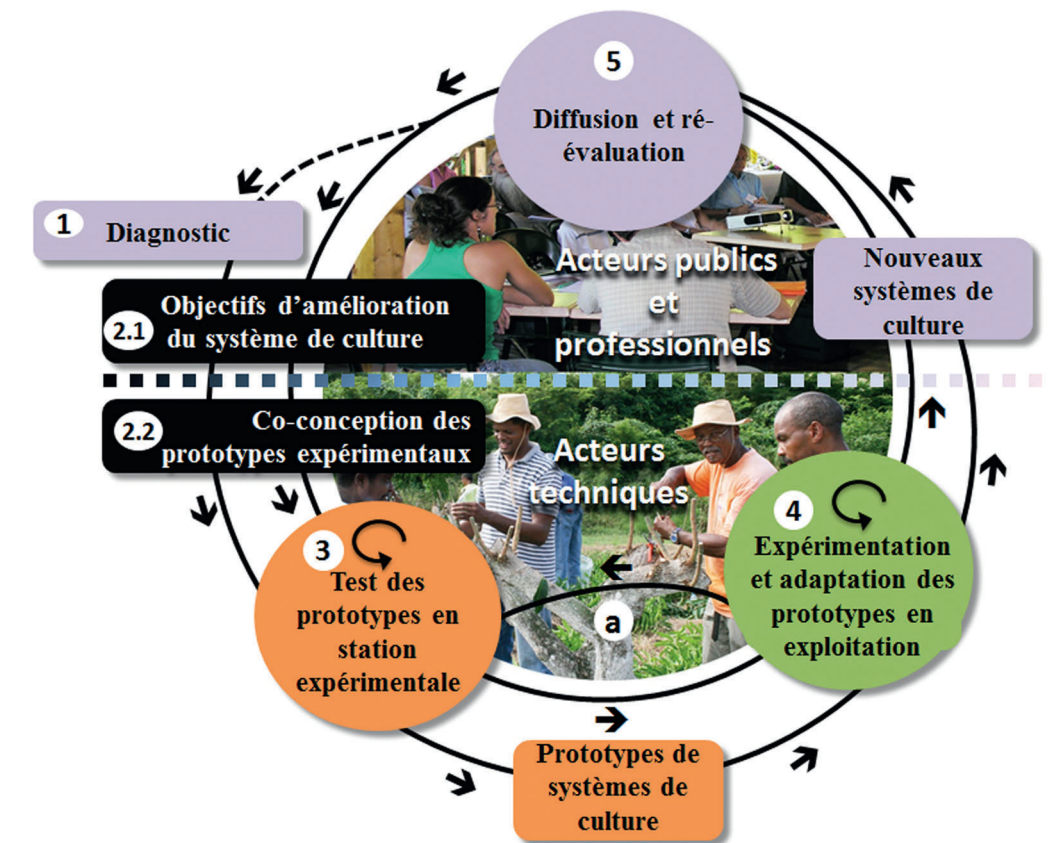 5
Diffusion et ré-
évaluation
1
Diagnostic
Acteurs publics
et
professionnels
Nouveaux
systèmes de
culture
2.1
Objectifs d’amélioration
du système de culture
2.2
Co-conception des
prototypes expérimentaux
Acteurs
techniques
3
Test des
prototypes en
station
expérimentale
4
Expérimentation
et adaptation des
prototypes en
exploitation
a
Prototypes de
systèmes de
culture